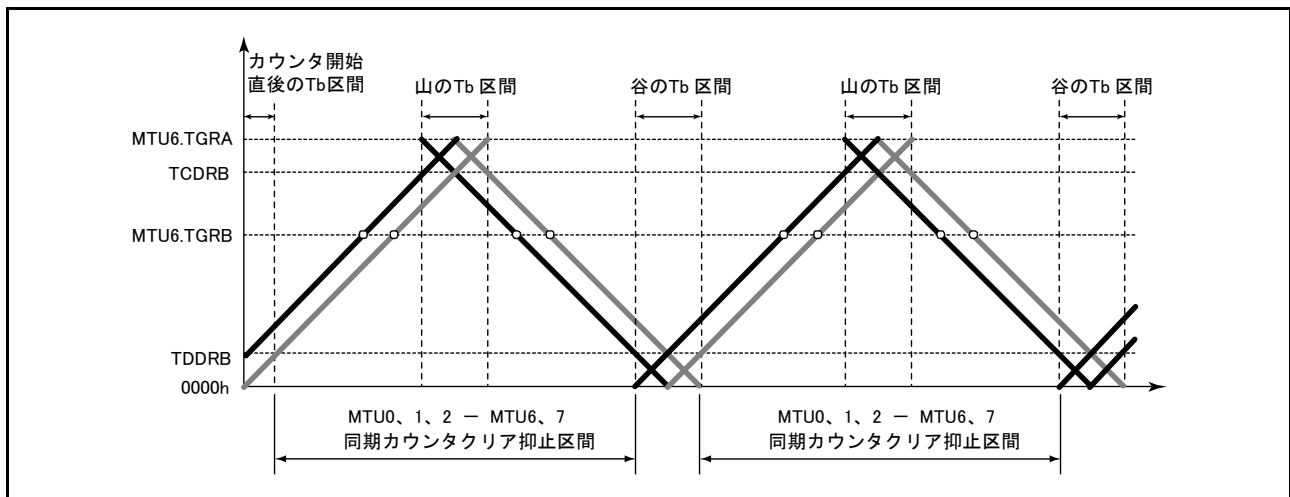 カウンタ開始
直後のTb区間
山のTb 区間
谷のTb 区間
山のTb 区間
谷のTb 区間
MTU6.TGRA
TCDRB
MTU6.TGRB
TDDRB
0000h
MTU0、1、2 － MTU6、7
同期カウンタクリア抑止区間
MTU0、1、2 － MTU6、7
同期カウンタクリア抑止区間